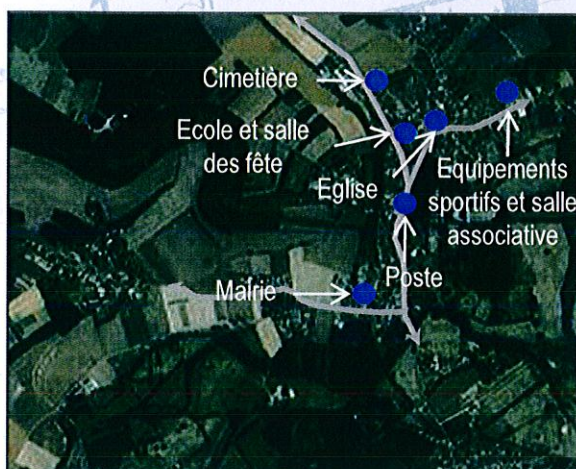 Cimetière
Ecole et salle
des fête
Eglise
Equipements
sportifs et salle
associative
Poste
Mairie